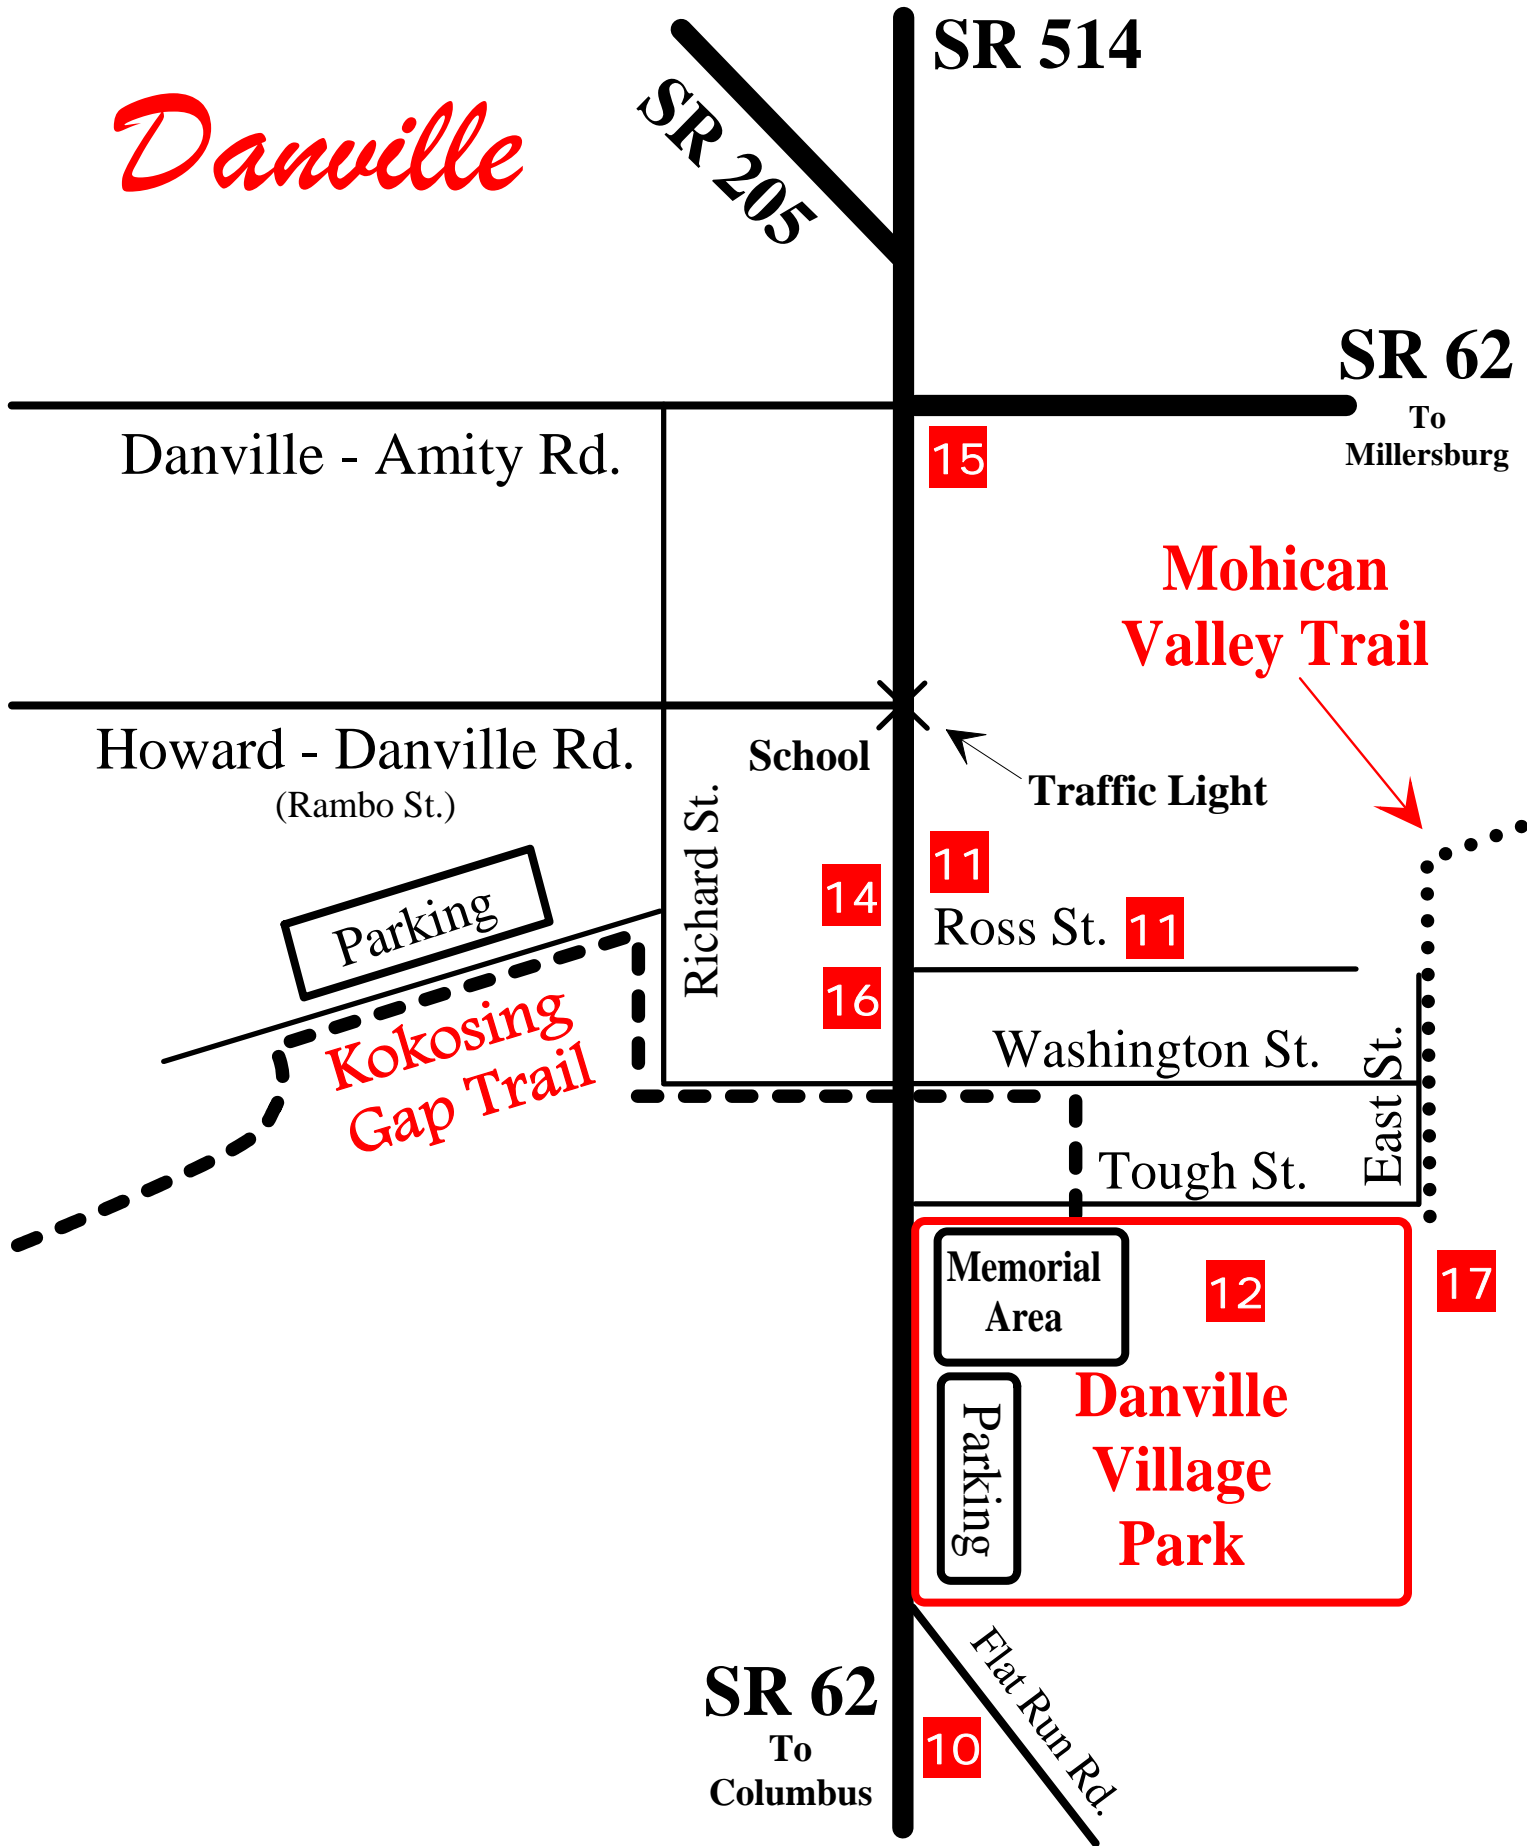 SR 514
SR 205
Danville
SR 62
To
Millersburg
Danville - Amity Rd.
15
Mohican
Valley Trail
Howard - Danville Rd.
(Rambo St.)
School
Traffic Light
Richard St.
11
14
Parking
Ross St.
11
16
Kokosing
Gap Trail
Washington St.
East St.
Tough St.
Memorial
Area
12
17
Danville
Village
Park
Parking
Flat Run Rd.
SR 62
To
Columbus
10